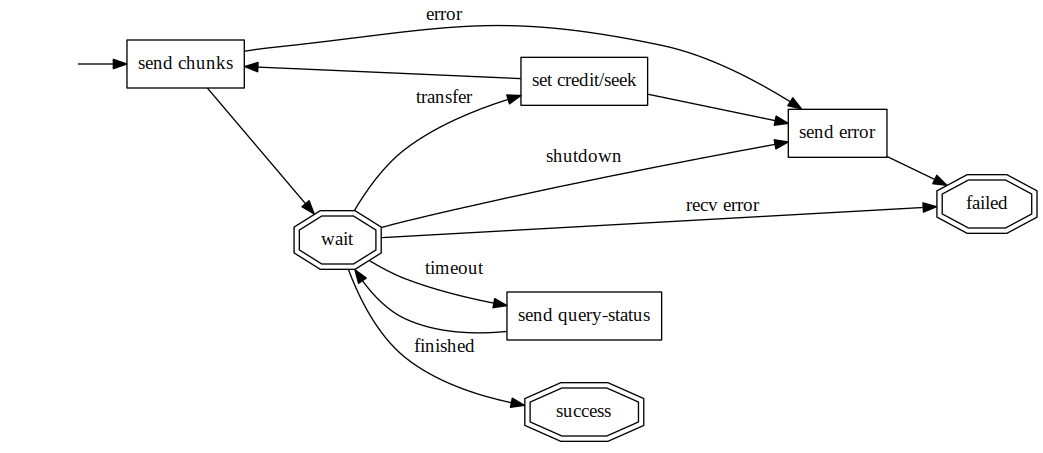 error
send chunks
set credit/seek
transfer
send error
shutdown
recv error
failed
wait
timeout
send query-status
finished
success